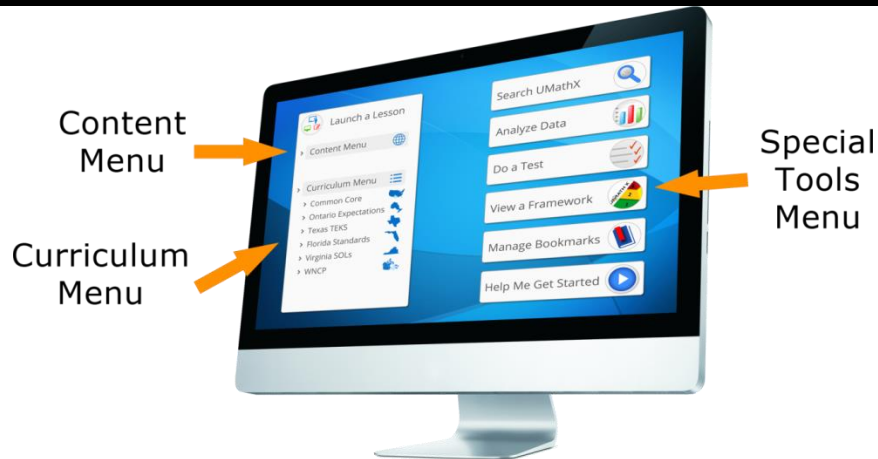 Content
Menu
Curriculum
Menu
Launch a Lesson
› Content Menu
› Curriculum Menu
› Common Core
› Ontario Expectations
› Texas TEKS
› Florida Standards
› Virginia SOLs
› WNCP
Search UMathX
Analyze Data
Do a Test
View a Framework
Manage Bookmarks
Help Me Get Started
Special
Tools
Menu